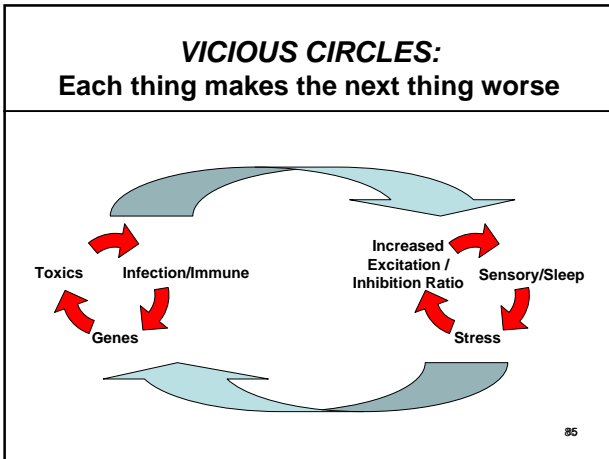 VICIOUS CIRCLES:
Each thing makes the next thing worse
Toxics
Infection/Immune
Genes
Increased
Excitation /
Inhibition Ratio
Sensory/Sleep
Stress
85